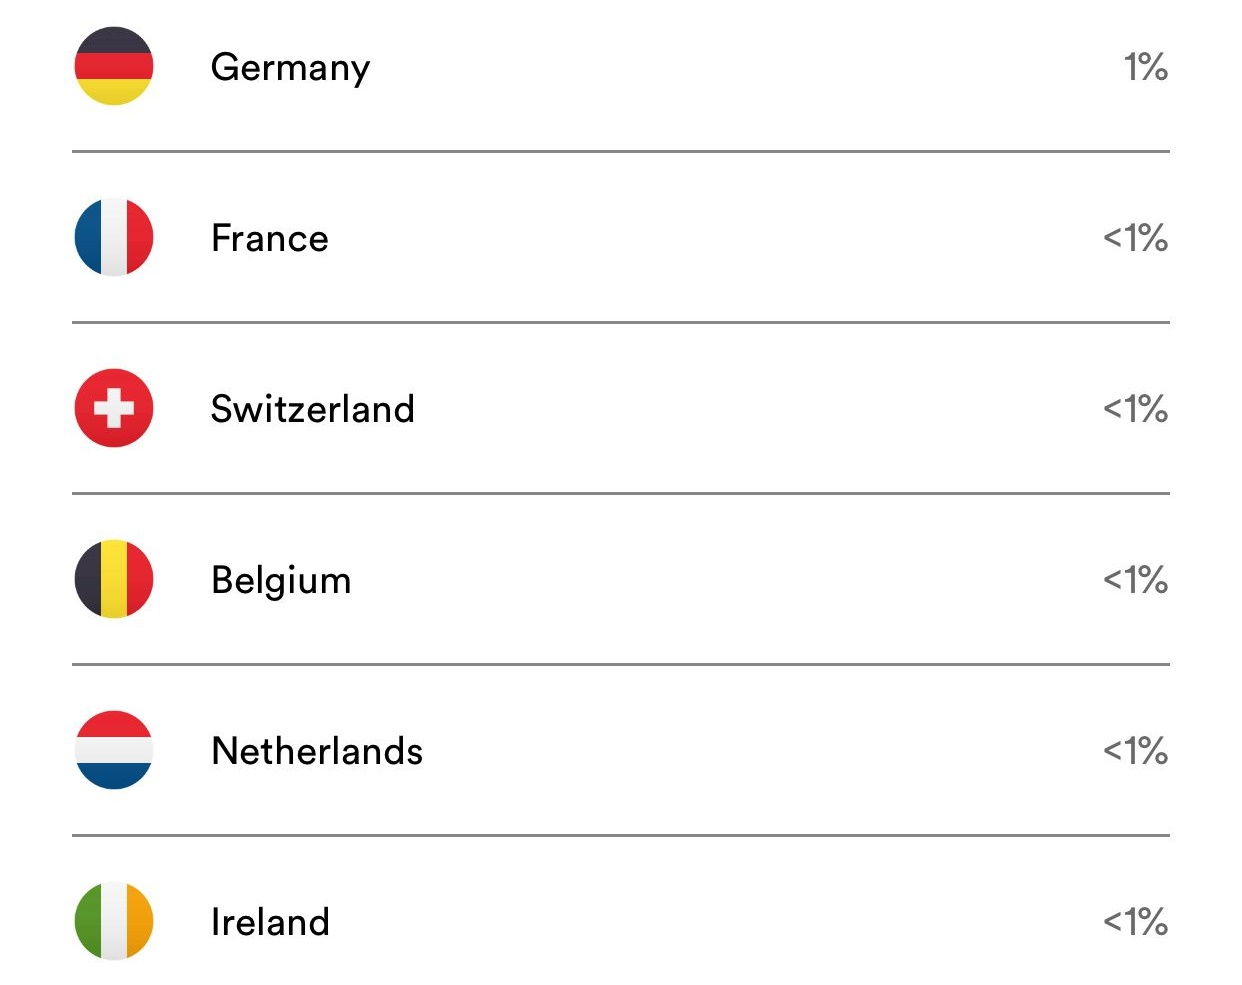 Germany 1%
France <1%
Switzerland <1%
Belgium <1%
Netherlands <1%
Ireland <1%